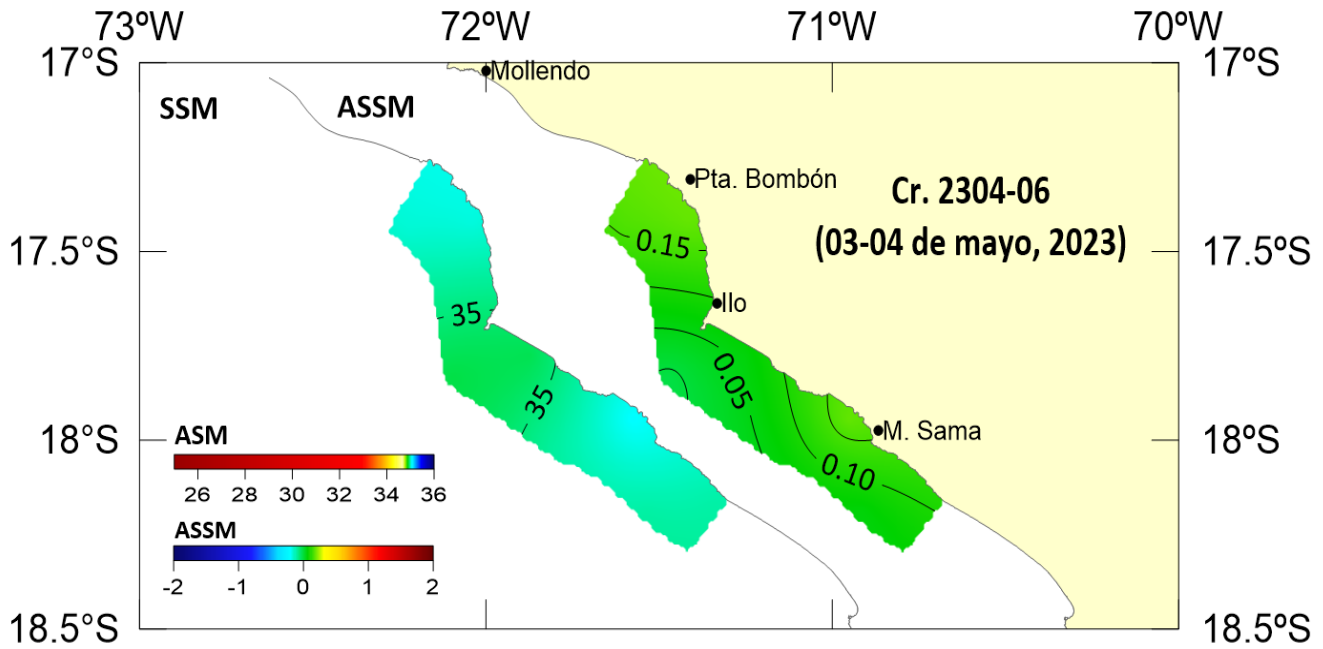 73ºW 72ºW 71ºW 70ºW
17°S 17°S
Mollendo
SSM ASSM
Pta. Bombón
Cr. 2304-06
(03-04 de mayo, 2023)
0.15
17.5°S 17.5°S
Ilo
35
0.05
35
M. Sama
18°S 18°S
ASM
0.10
26 28 30 32 34 36
ASSM
-2 -1 0 1 2
18.5°S 18.5°S